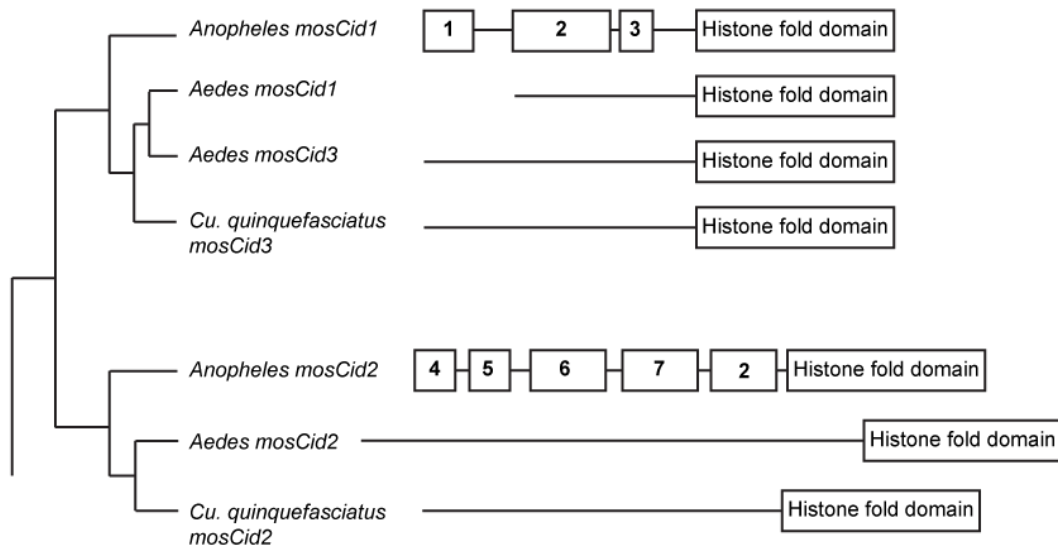 Anopheles mosCid1 1 2 3 Histone fold domain
Aedes mosCid1 Histone fold domain
Aedes mosCid3 Histone fold domain
Cu. quinquefasciatus Histone fold domain
mosCid3
Anopheles mosCid2 4 5 6 7 2 Histone fold domain
Aedes mosCid2 Histone fold domain
Cu. quinquefasciatus Histone fold domain
mosCid2